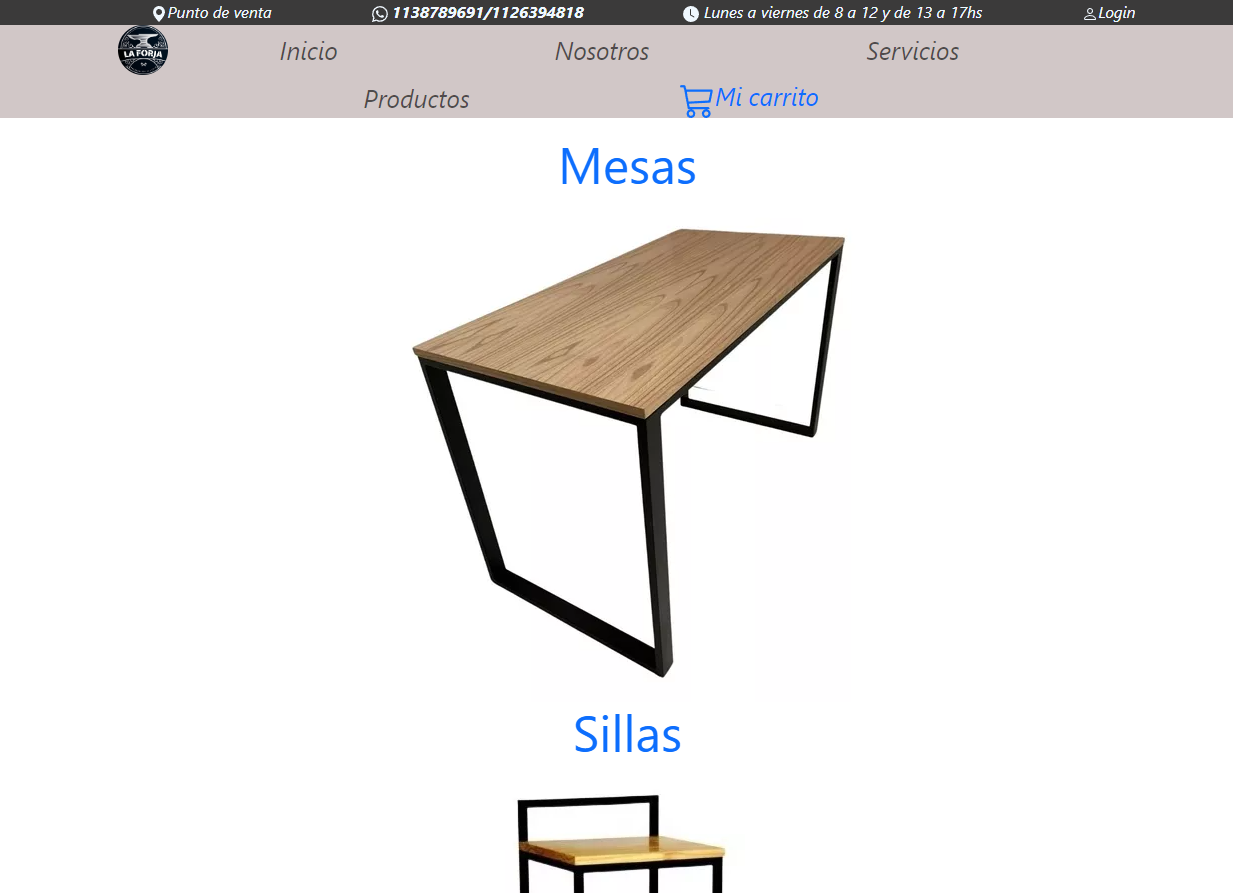 Punto de venta 1138789691/1126394818 Lunes a viernes de 8 a 12 y de 13 a 17hs Login
LA FORJA
Inicio Nosotros Servicios
Productos Mi carrito
Mesas
Sillas